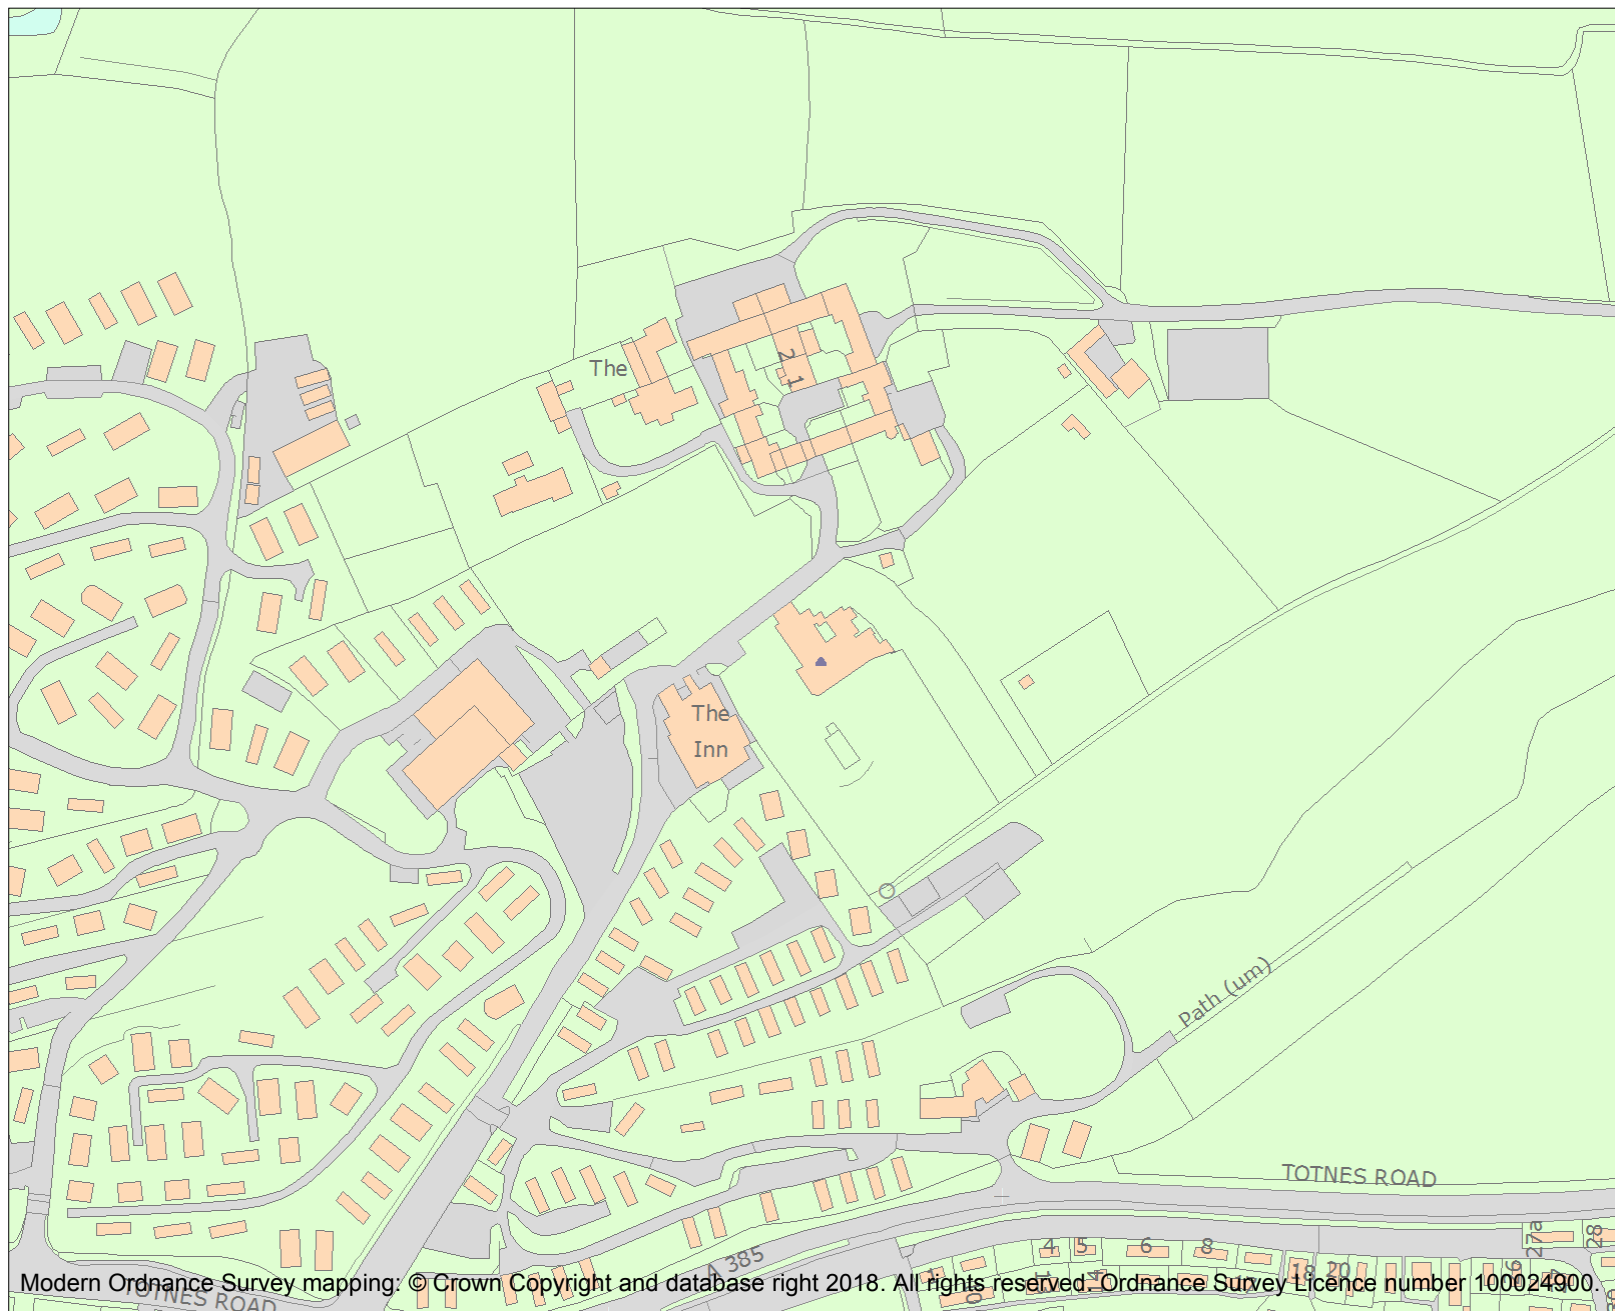 The
2
1
The
Inn
Path (um)
TOTNES ROAD
27a
28
4
5
6
8
A 385
18
20
TOTNES ROAD
Modern Ordnance Survey mapping: © Crown Copyright and database right 2018. All rights reserved. Ordnance Survey Licence number 100024900.